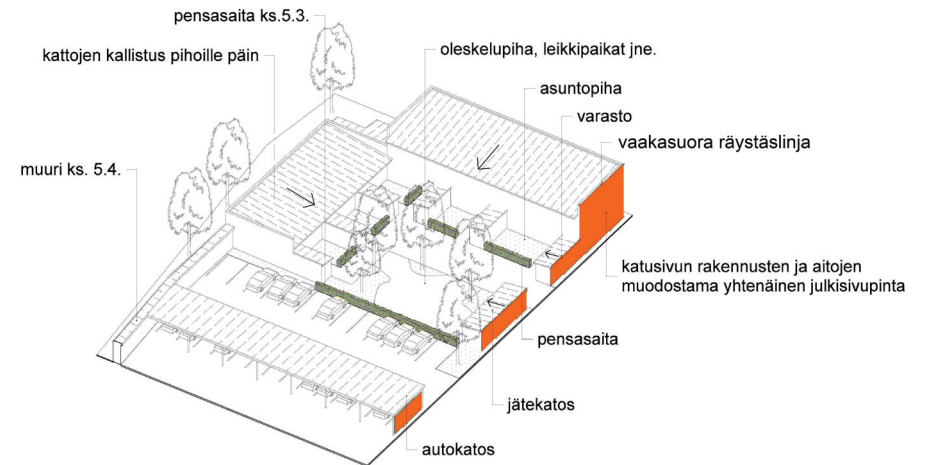 pensasaita ks.5.3.
kattojen kallistus pihoille päin
oleskelupiha, leikkipaikat jne.
asuntopiha
varasto
vaakasuora räystäslinja
muuri ks. 5.4.
katusivun rakennusten ja aitojen
muodostama yhtenäinen julkisivupinta
pensasaita
jätekatos
autokatos